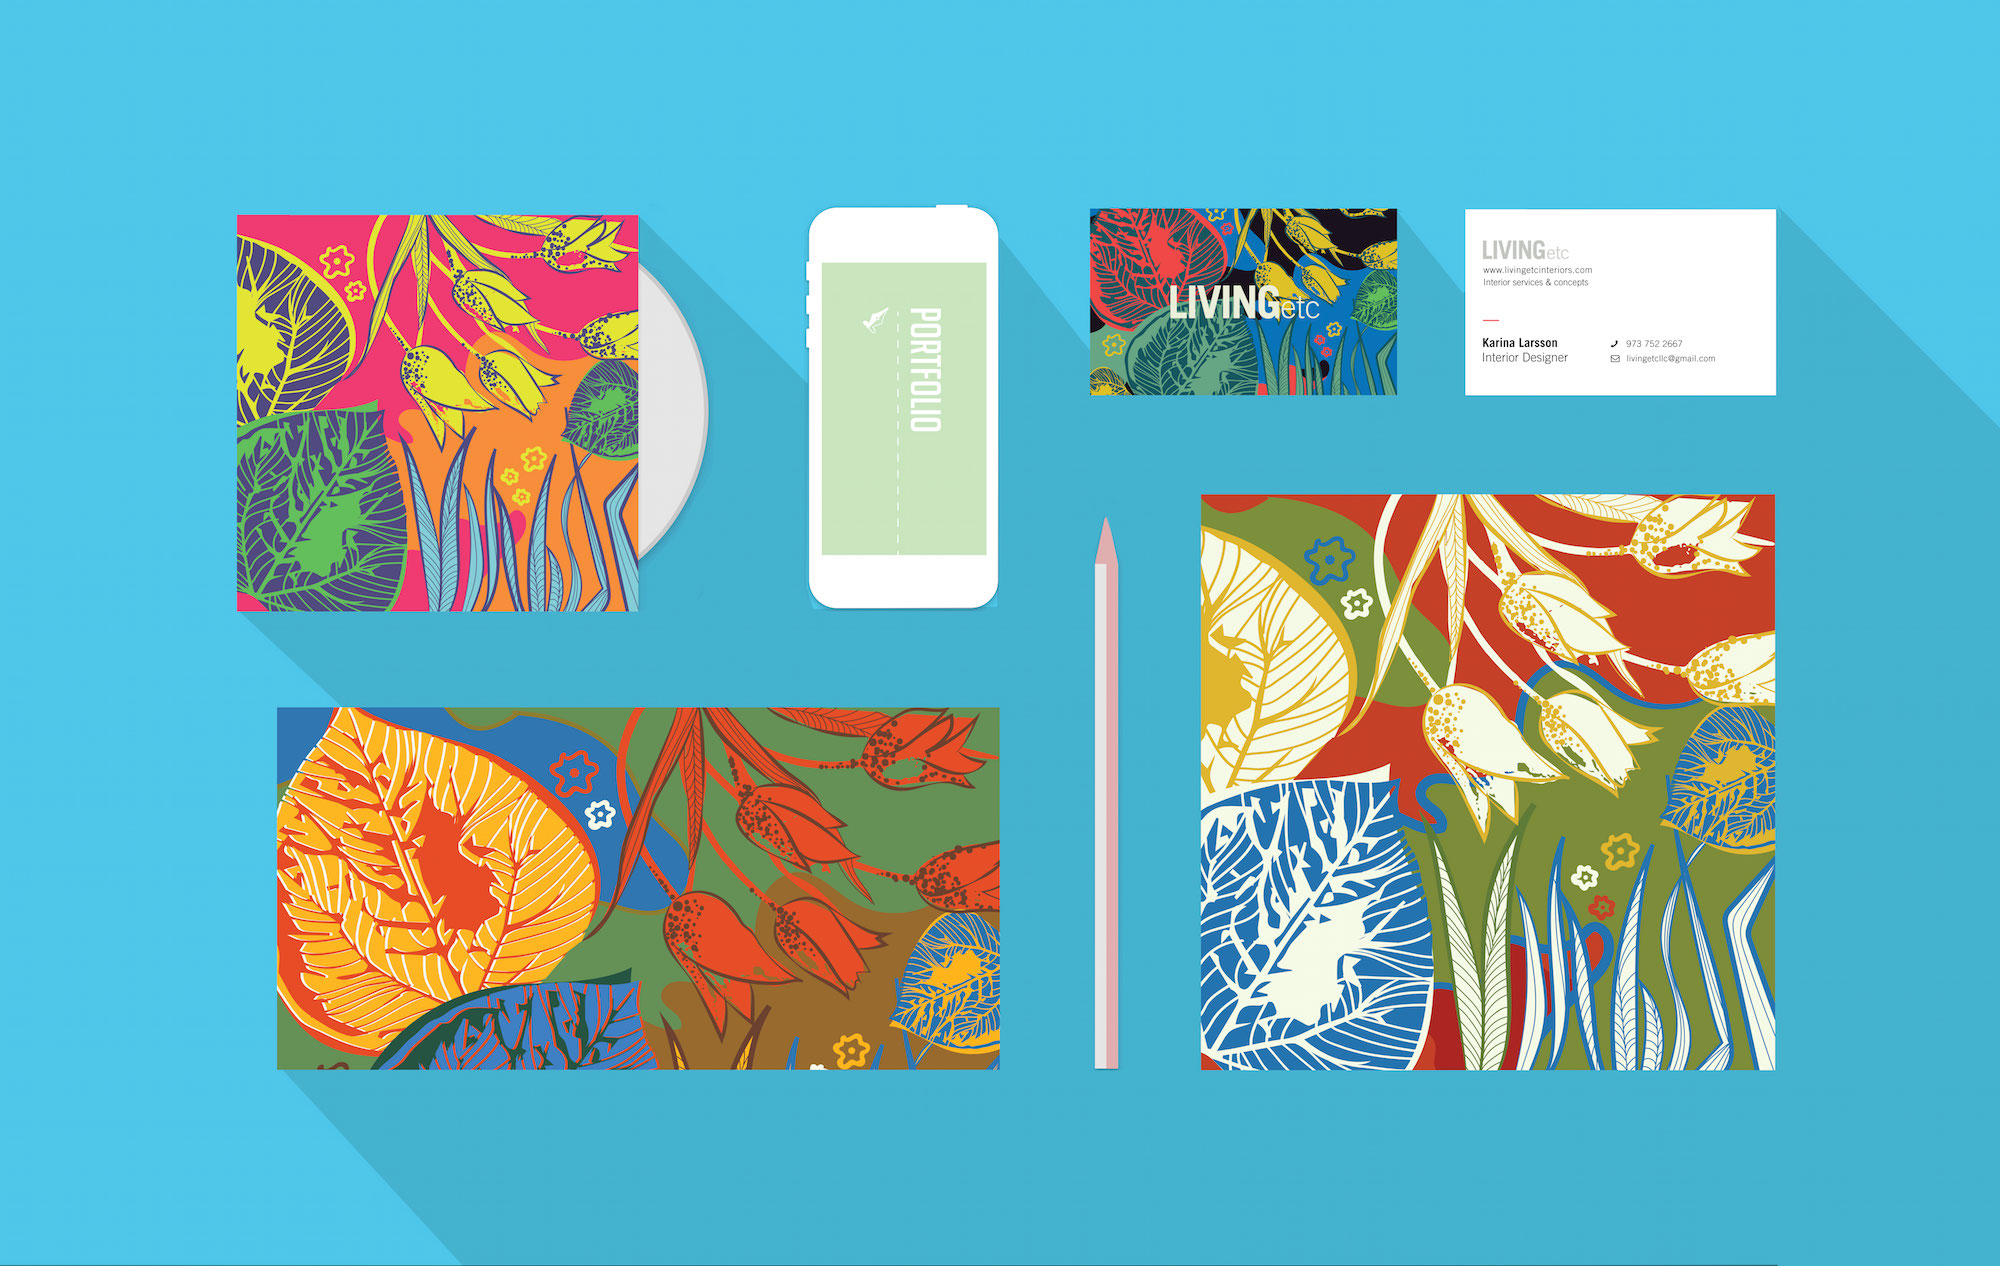 PORTFOLIO
LIVINGetc
LIVINGetc
www.livingetcinteriors.com
Interior services & concepts
Karina Larsson
Interior Designer
973 752 2667
livingetcllc@gmail.com